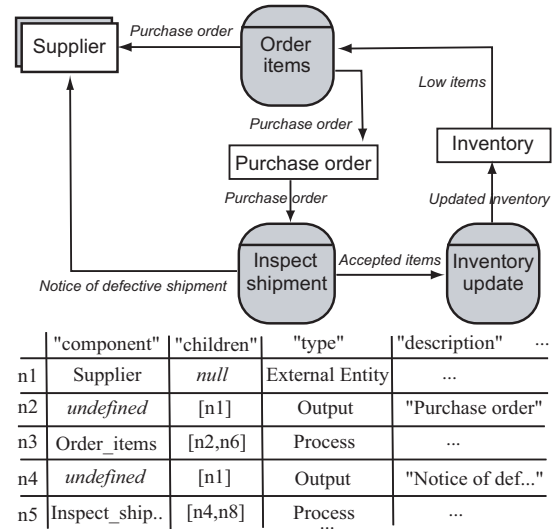 Purchase order
Supplier
Order
items
Low items
Purchase order
Purchase order
Inventory
Purchase order
Updated inventory
Inspect
shipment
Accepted items
Inventory
update
Notice of defective shipment
"component" "children" "type" "description" ...
n1 Supplier null External Entity ...
n2 undefined [n1] Output "Purchase order"
n3 Order_items [n2,n6] Process ...
n4 undefined [n1] Output "Notice of def..."
n5 Inspect_ship.. [n4,n8] Process ...
...